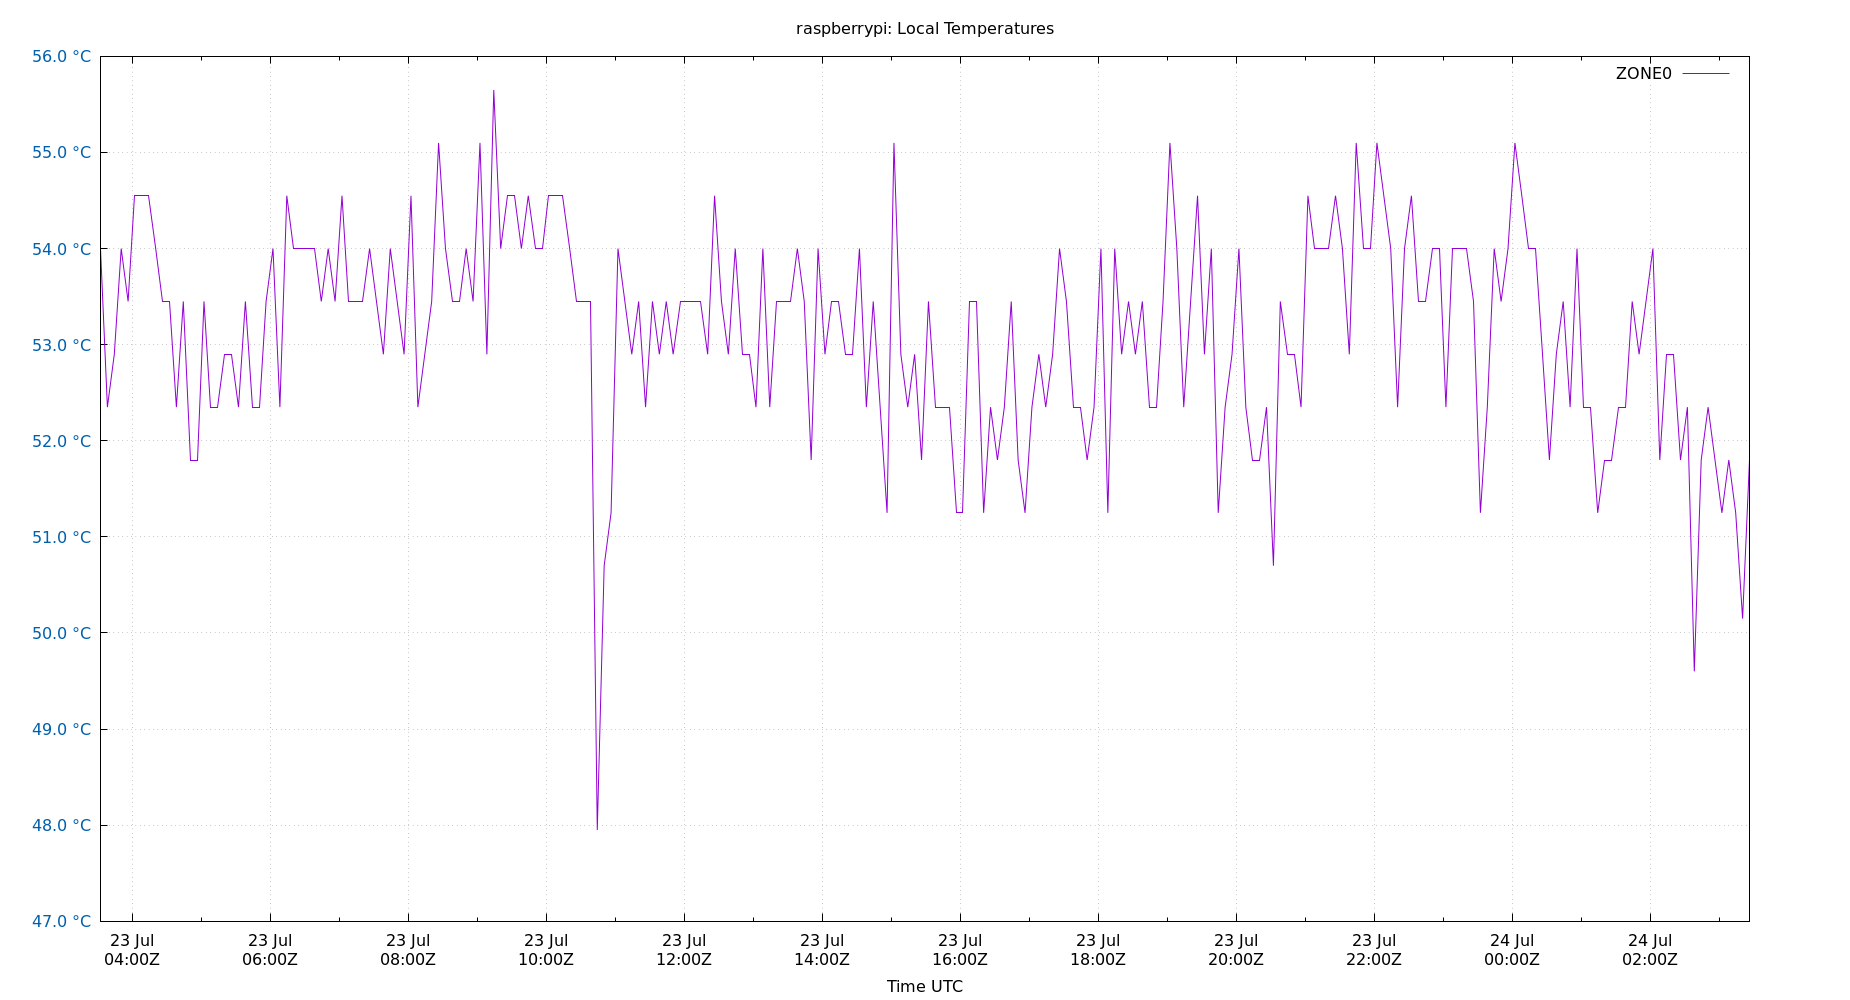 raspberrypi: Local Temperatures
ZONE0
56.0 °C
55.0 °C
54.0 °C
53.0 °C
52.0 °C
51.0 °C
50.0 °C
49.0 °C
48.0 °C
47.0 °C
23 Jul 23 Jul 23 Jul 23 Jul 23 Jul 23 Jul 23 Jul 23 Jul 23 Jul 23 Jul 24 Jul 24 Jul
04:00Z 06:00Z 08:00Z 10:00Z 12:00Z 14:00Z 16:00Z 18:00Z 20:00Z 22:00Z 00:00Z 02:00Z
Time UTC